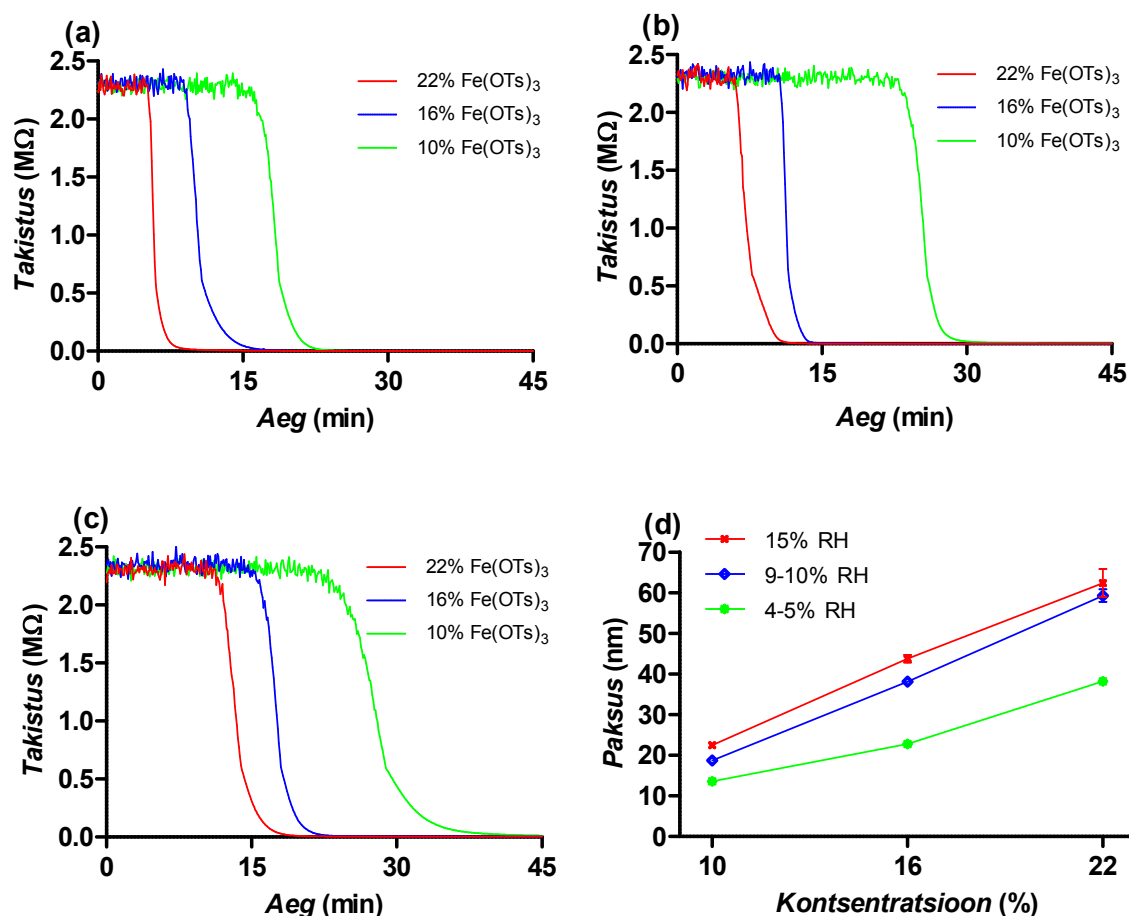 (a)
2.5
2.0
1.5
1.0
0.5
0.0
Takistus (MΩ)
0 15 30 45
Aeg (min)
22% Fe(OTs)3
16% Fe(OTs)3
10% Fe(OTs)3
(b)
2.5
2.0
1.5
1.0
0.5
0.0
Takistus (MΩ)
0 15 30 45
Aeg (min)
22% Fe(OTs)3
16% Fe(OTs)3
10% Fe(OTs)3
(c)
2.5
2.0
1.5
1.0
0.5
0.0
Takistus (MΩ)
0 15 30 45
Aeg (min)
22% Fe(OTs)3
16% Fe(OTs)3
10% Fe(OTs)3
(d)
15% RH
9-10% RH
4-5% RH
70
60
50
40
30
20
10
0
Paksus (nm)
10 16 22
Kontsentratsioon (%)